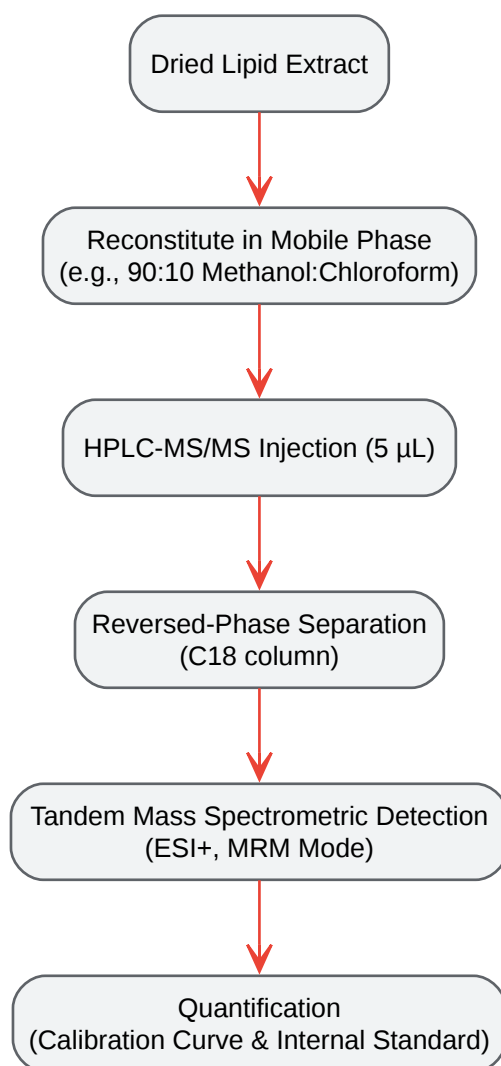 Dried Lipid Extract
Reconstitute in Mobile Phase
(e.g., 90:10 Methanol:Chloroform)
HPLC-MS/MS Injection (5 µL)
Reversed-Phase Separation
(C18 column)
Tandem Mass Spectrometric Detection
(ESI+, MRM Mode)
Quantification
(Calibration Curve & Internal Standard)